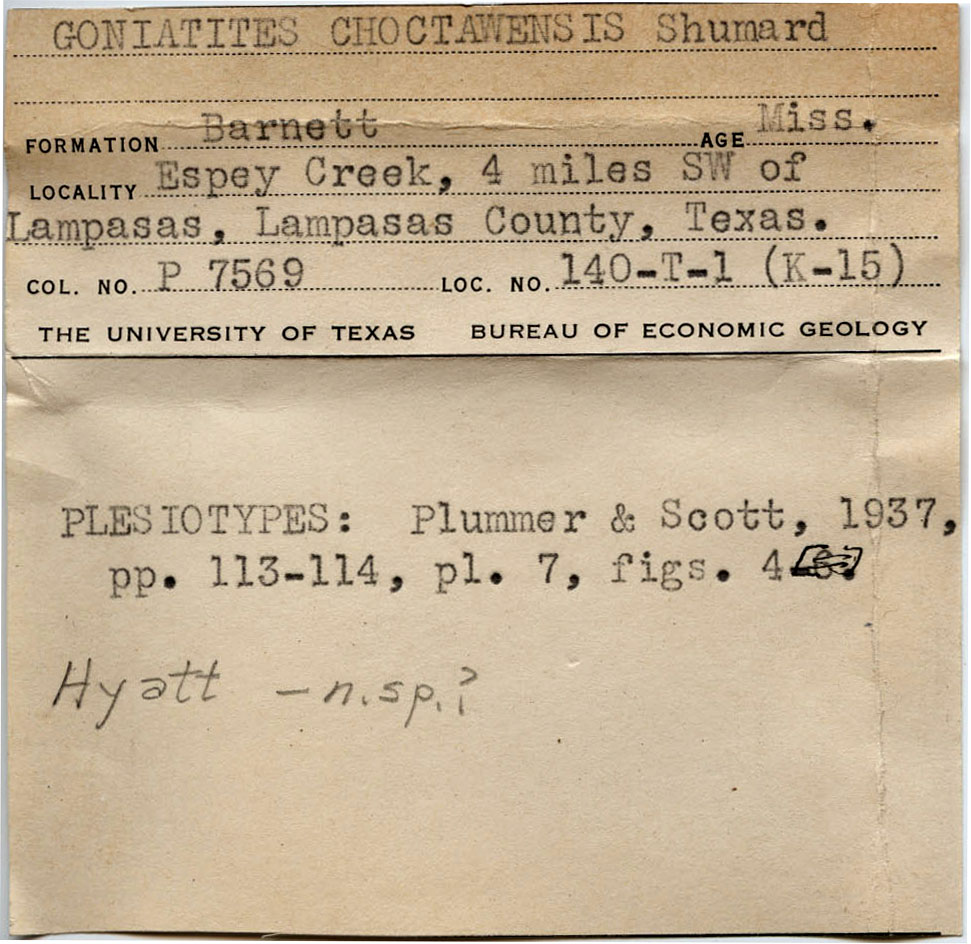 GONIATITES CHOCTAWENSIS Shumard
FORMATION Barnett AGE Miss.
LOCALITY Espey Creek, 4 miles SW of
Lampasas, Lampasas County, Texas.
COL. NO. P 7569 LOC. NO. 140-T-1 (K-15)
THE UNIVERSITY OF TEXAS BUREAU OF ECONOMIC GEOLOGY
PLESIOTYPES: Plummer & Scott, 1937,
pp. 113-114, pl. 7, figs. 4
Hyatt - n.sp.?